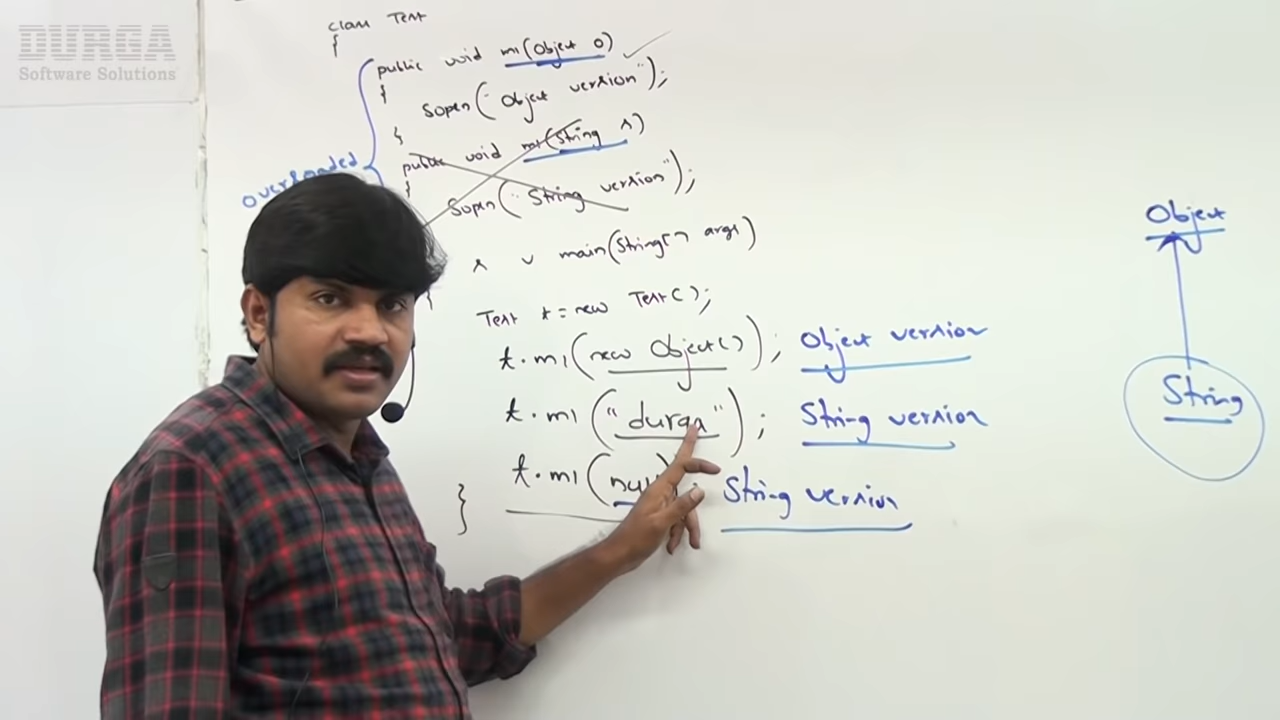 DURGA
Software Solutions
class Test
{
public void m1(Object o)
{
Sopln("Object version");
}
public void m1(String s)
{
Sopln("String version");
overloaded
s v main(String[] args)
{
Test t = new Test();
t.m1(new Object()); Object version
t.m1("durga"); String version
t.m1(null); String version
}
Object
String